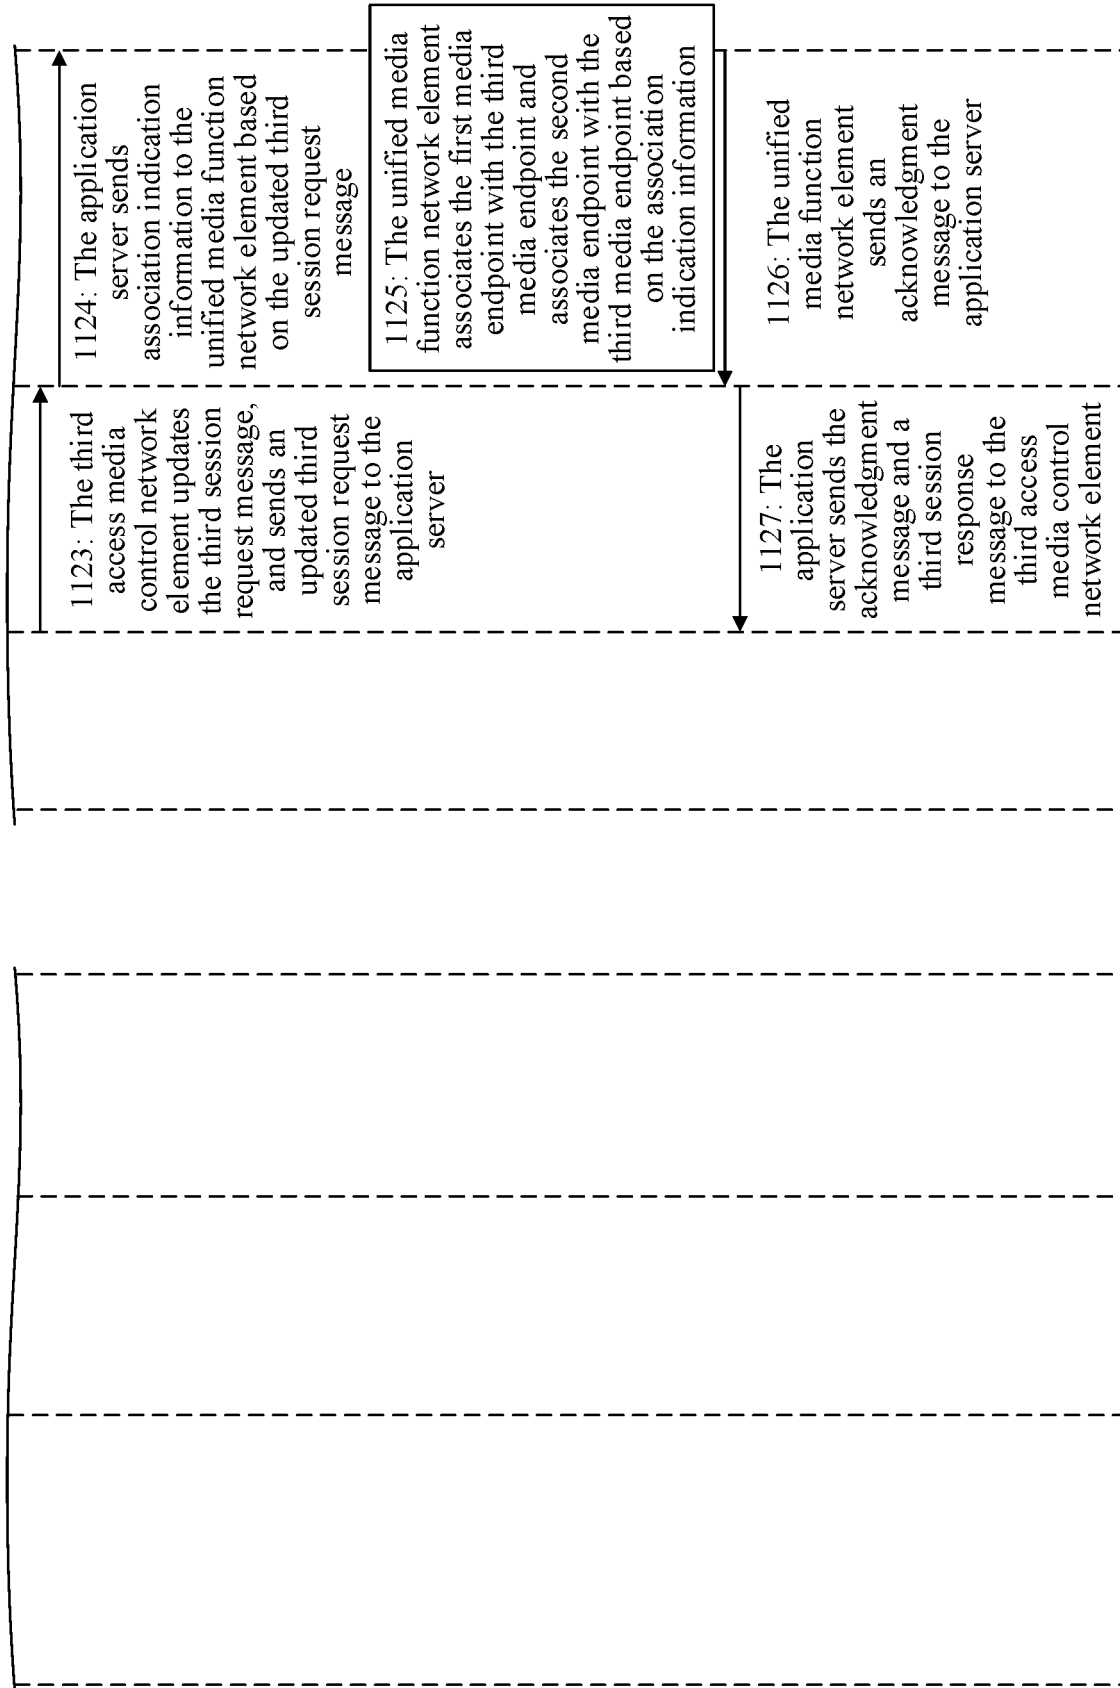 1123: The third
access media
control network
element updates
the third session
request message,
and sends an
updated third
session request
message to the
application
server
1124: The application
server sends
association indication
information to the
unified media function
network element based
on the updated third
session request
message
1125: The unified media
function network element
associates the first media
endpoint with the third
media endpoint and
associates the second
media endpoint with the
third media endpoint based
on the association
indication information
1126: The unified
media function
network element
sends an
acknowledgment
message to the
application server
1127: The
application
server sends the
acknowledgment
message and a
third session
response
message to the
third access
media control
network element